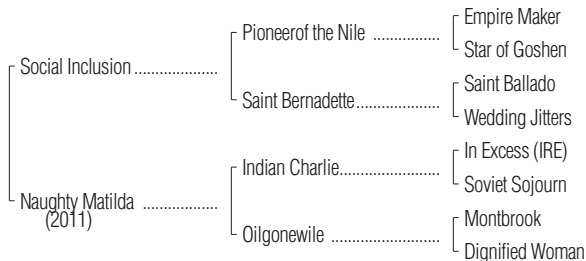 Empire Maker
Pioneerof the Nile ................
Star of Goshen
Social Inclusion ....................
Saint Ballado
Saint Bernadette....................
Wedding Jitters
In Excess (IRE)
Indian Charlie........................
Soviet Sojourn
Naughty Matilda ..................
(2011)
Montbrook
Oilgonewile ..........................
Dignified Woman